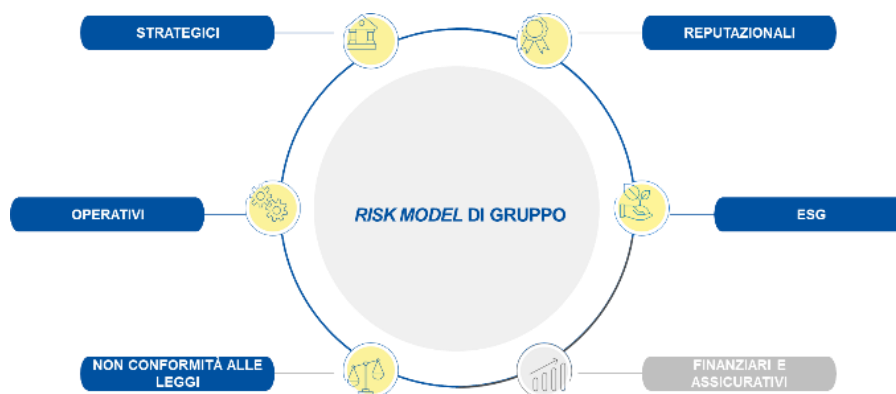 STRATEGICI
REPUTAZIONALI
OPERATIVI
RISK MODEL DI GRUPPO
ESG
NON CONFORMITÀ ALLE
LEGGI
FINANZIARI E
ASSICURATIVI